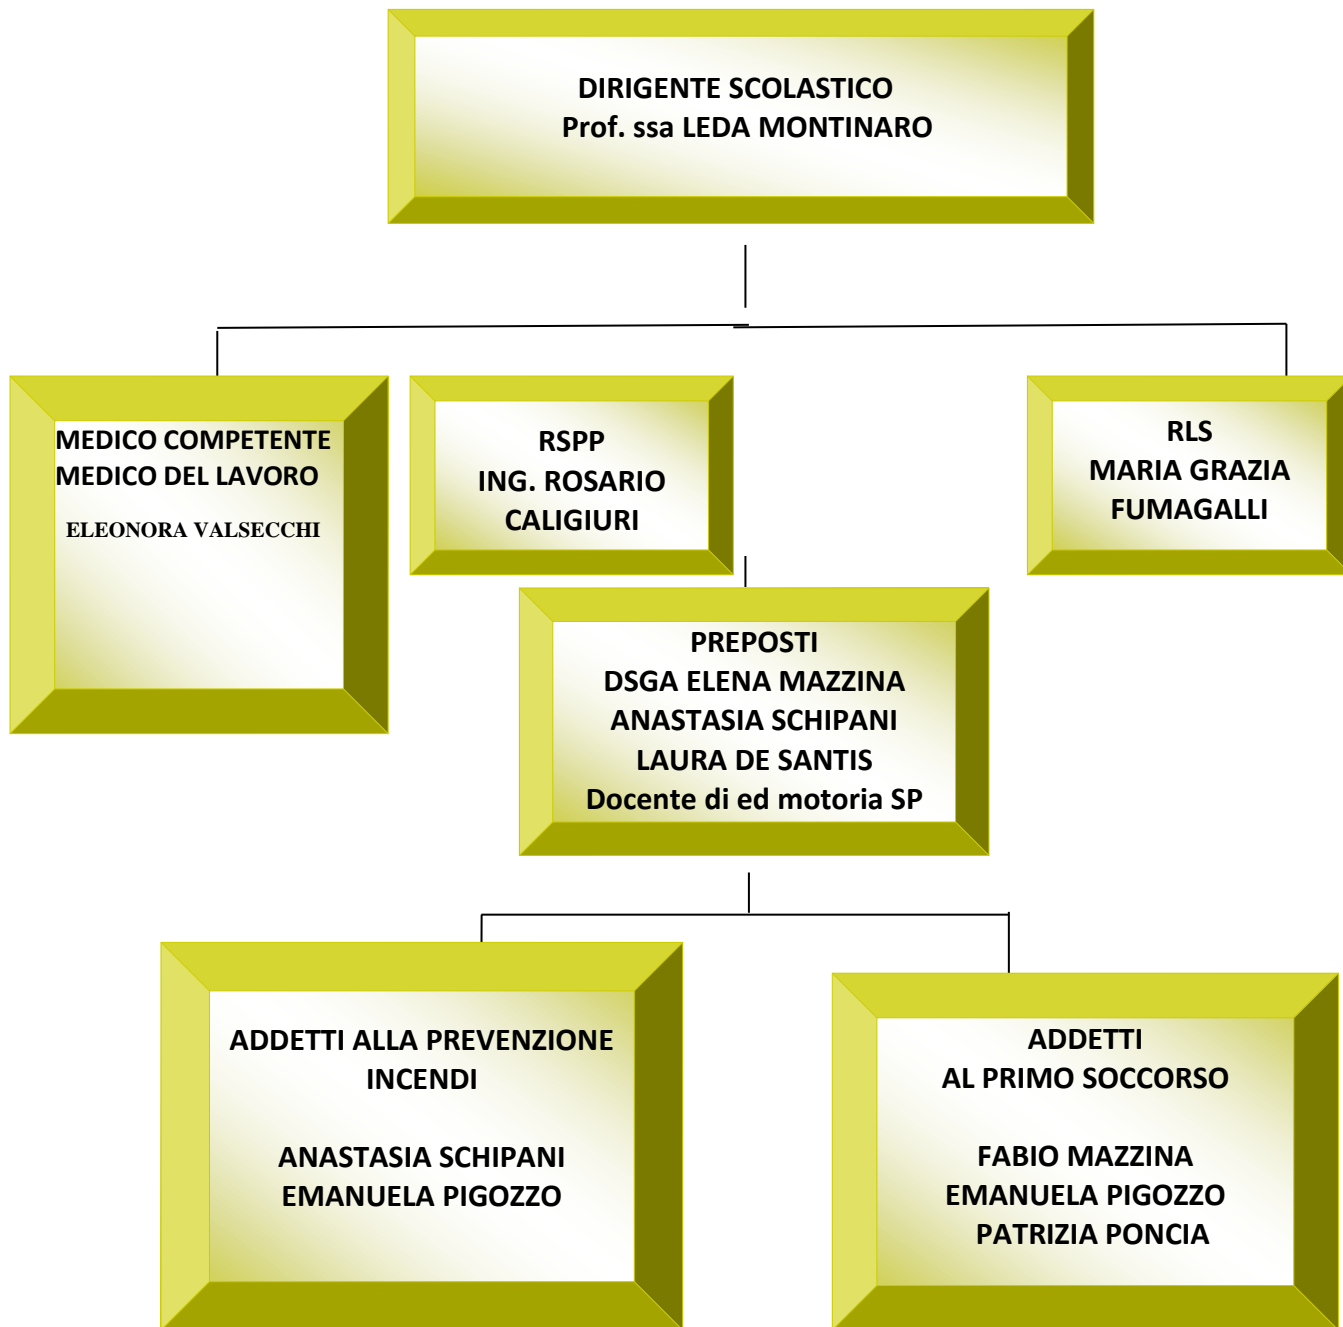 DIRIGENTE SCOLASTICO
Prof. ssa LEDA MONTINARO
MEDICO COMPETENTE
MEDICO DEL LAVORO
ELEONORA VALSECCHI
RSPP
ING. ROSARIO
CALIGIURI
RLS
MARIA GRAZIA
FUMAGALLI
PREPOSTI
DSGA ELENA MAZZINA
ANASTASIA SCHIPANI
LAURA DE SANTIS
Docente di ed motoria SP
ADDETTI ALLA PREVENZIONE
INCENDI
ANASTASIA SCHIPANI
EMANUELA PIGOZZO
ADDETTI
AL PRIMO SOCCORSO
FABIO MAZZINA
EMANUELA PIGOZZO
PATRIZIA PONCIA